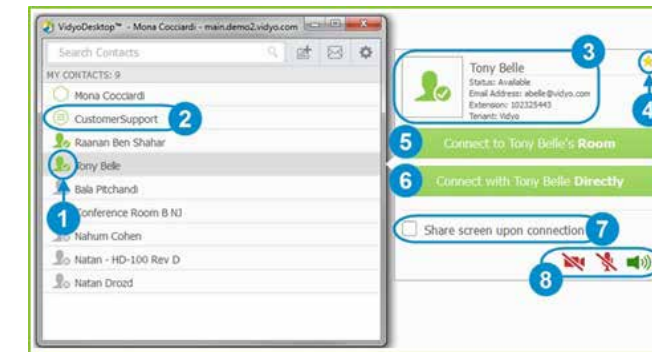 VidyoDesktop™ - Mona Cocciardi - main.demo2.vidyo.com
Search Contacts
MY CONTACTS: 9
Mona Cocciardi
CustomerSupport
2
Raanan Ben Shahar
Tony Belle
Bala Pitchandi
1
Conference Room B NJ
Nahum Cohen
Natan - HD-100 Rev D
Natan Drozd
3
Tony Belle
Status: Available
Email Address: abelle@vidyo.com
Extension: 102325443
Tenant: Vidyo
4
5
Connect to Tony Belle's Room
6
Connect with Tony Belle Directly
Share screen upon connection
7
8